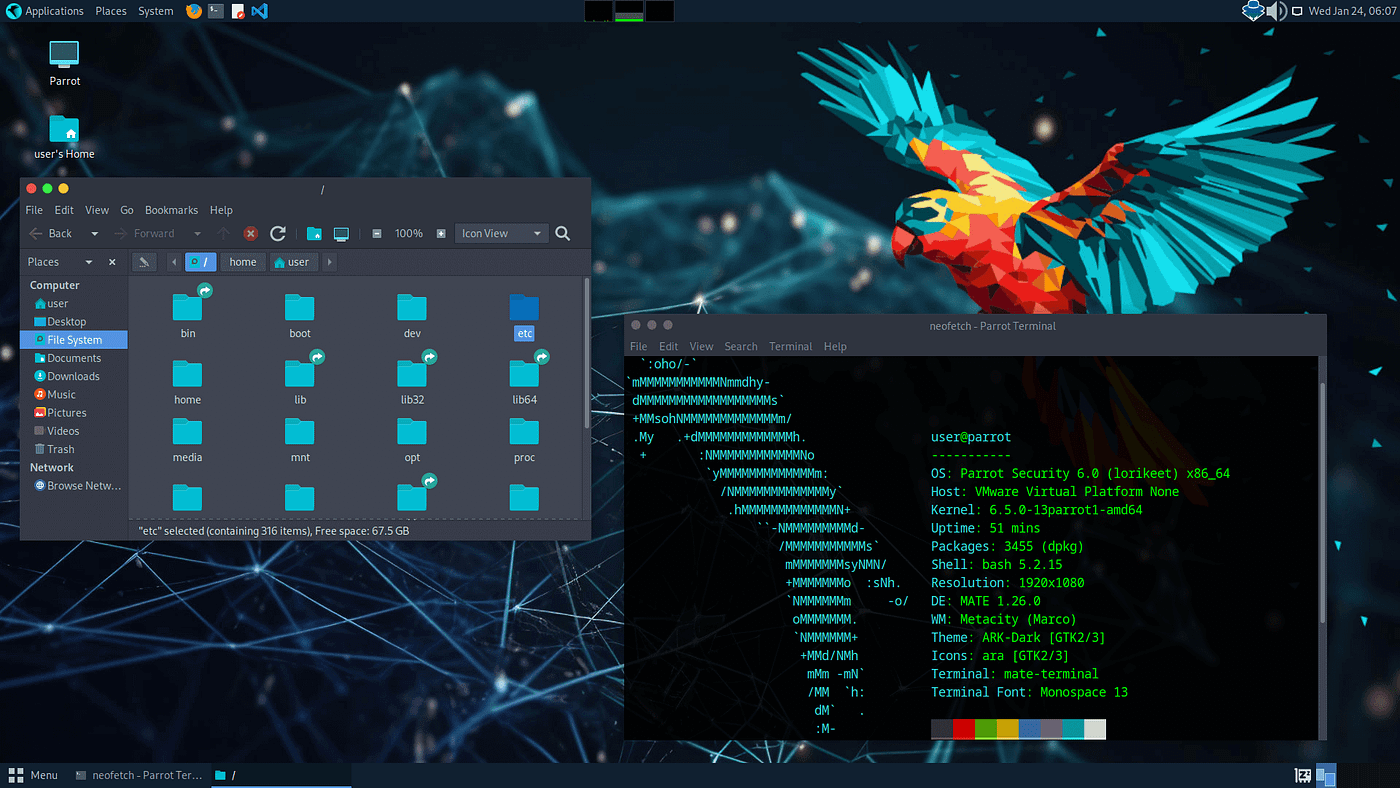 Applications Places System
Wed Jan 24, 06:07
Parrot
user's Home
/
File Edit View Go Bookmarks Help
Back Forward 100% Icon View
Places / home user
Computer
user
Desktop
File System
Documents
Downloads
Music
Pictures
Videos
Trash
Network
Browse Netw...
bin boot dev etc
home lib lib32 lib64
media mnt opt proc
"etc" selected (containing 316 items), Free space: 67.5 GB
neofetch - Parrot Terminal
File Edit View Search Terminal Help
`:oho/-`
`mMMMMMMMMMMMNmmdhy-
dMMMMMMMMMMMMMMMMMMs`
+MMsohNMMMMMMMMMMMMMm/
.My   .+dMMMMMMMMMMMMMh.
+       :NMMMMMMMMMMMMNo
`yMMMMMMMMMMMMMm:
/NMMMMMMMMMMMMMy`
.hMMMMMMMMMMMMMN+
``-NMMMMMMMMMd-
/MMMMMMMMMMMs`
mMMMMMMMsyNMN/
+MMMMMMMo  :sNh.
`NMMMMMMm     -o/
oMMMMMMM.
`NMMMMMM+
+MMd/NMh
mMm -mN`
/MM  `h:
dM`   .
:M-
user@parrot
-----------
OS: Parrot Security 6.0 (lorikeet) x86_64
Host: VMware Virtual Platform None
Kernel: 6.5.0-13parrot1-amd64
Uptime: 51 mins
Packages: 3455 (dpkg)
Shell: bash 5.2.15
Resolution: 1920x1080
DE: MATE 1.26.0
WM: Metacity (Marco)
Theme: ARK-Dark [GTK2/3]
Icons: ara [GTK2/3]
Terminal: mate-terminal
Terminal Font: Monospace 13
Menu neofetch - Parrot Ter... /